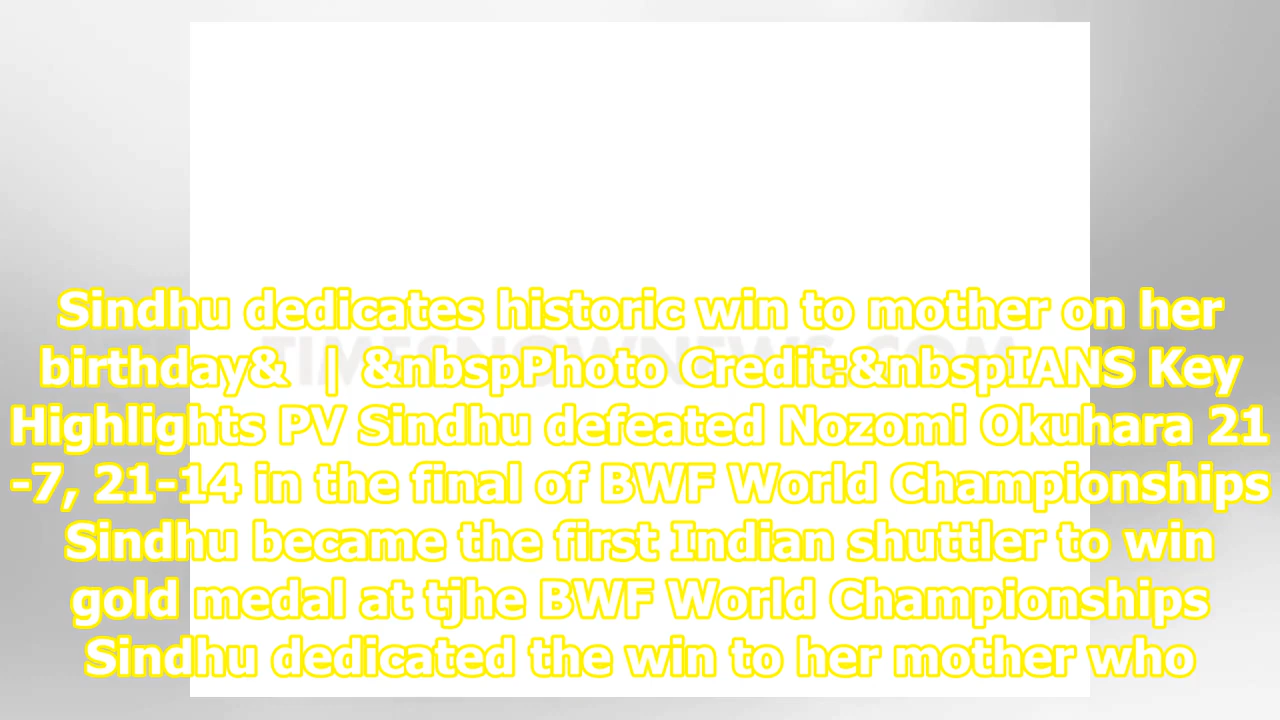 Sindhu dedicates historic win to mother on her
birthday&  | &nbspPhoto Credit:&nbspIANS Key
Highlights PV Sindhu defeated Nozomi Okuhara 21
-7, 21-14 in the final of BWF World Championships
Sindhu became the first Indian shuttler to win
gold medal at tjhe BWF World Championships
Sindhu dedicated the win to her mother who
TIMESNOWNEWS.COM